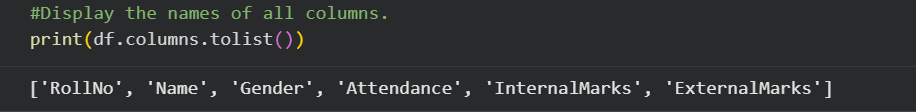 #Display the names of all columns.
print(df.columns.tolist())
['RollNo', 'Name', 'Gender', 'Attendance', 'InternalMarks', 'ExternalMarks']